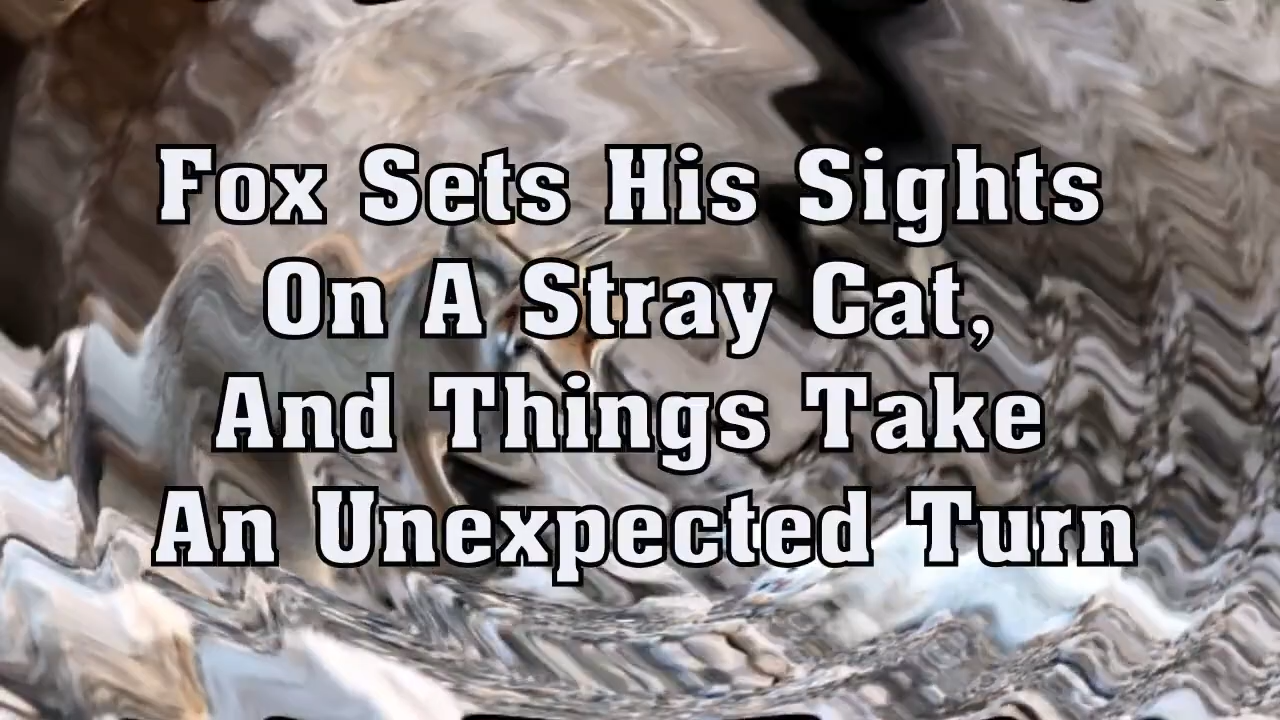 Fox Sets His Sights
On A Stray Cat,
And Things Take
An Unexpected Turn